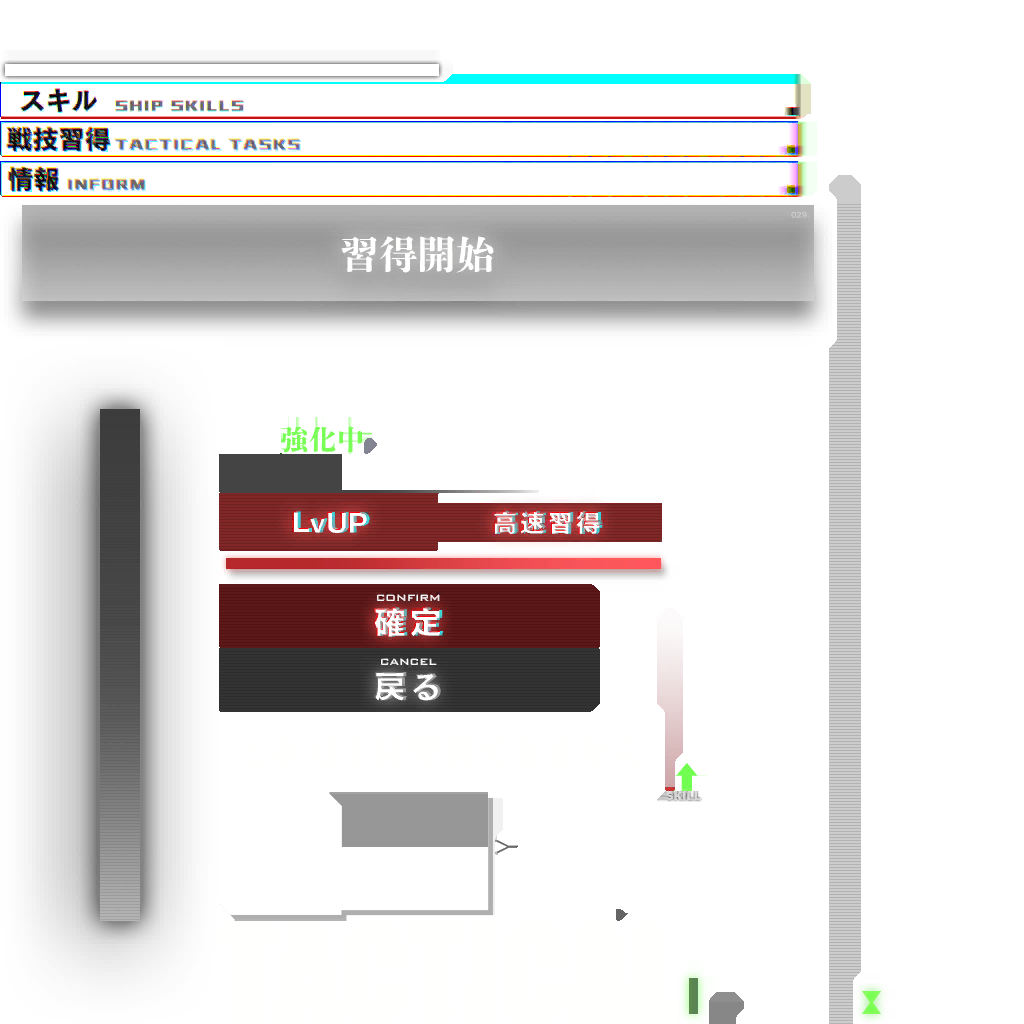 スキル SHIP SKILLS
戦技習得 TACTICAL TASKS
情報 INFORM
029
習得開始
強化中
LvUP
高速習得
CONFIRM
確定
CANCEL
戻る
SKILL